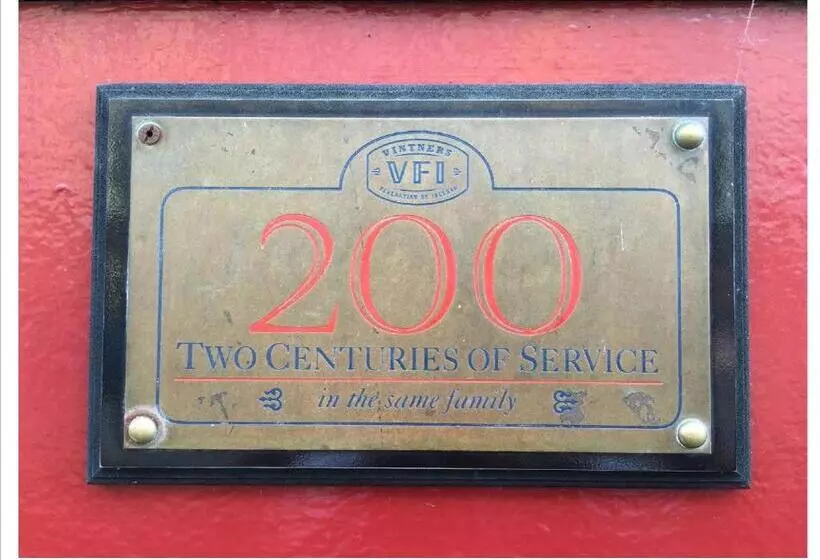 VINTNERS'
VFI
FEDERATION OF IRELAND
200
TWO CENTURIES OF SERVICE
in the same family